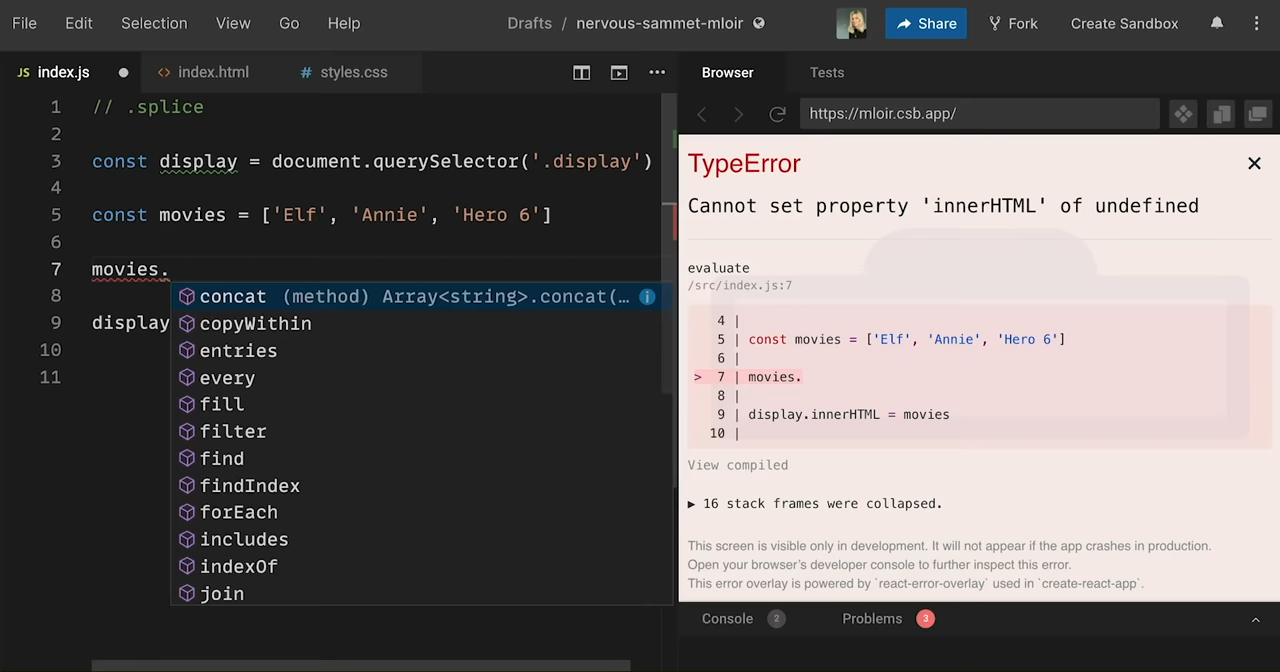 File Edit Selection View Go Help
Drafts / nervous-sammet-mloir
Share Fork Create Sandbox
JS index.js
<> index.html
# styles.css
Browser Tests
https://mloir.csb.app/
1 // .splice
2
3 const display = document.querySelector('.display')
4
5 const movies = ['Elf', 'Annie', 'Hero 6']
6
7 movies.
8
9 display
10
11
concat (method) Array<string>.concat(…
copyWithin
entries
every
fill
filter
find
findIndex
forEach
includes
indexOf
join
TypeError
Cannot set property 'innerHTML' of undefined
evaluate
/src/index.js:7
4 |
5 | const movies = ['Elf', 'Annie', 'Hero 6']
6 |
> 7 | movies.
8 |
9 | display.innerHTML = movies
10 |
View compiled
▶ 16 stack frames were collapsed.
This screen is visible only in development. It will not appear if the app crashes in production.
Open your browser’s developer console to further inspect this error.
This error overlay is powered by `react-error-overlay` used in `create-react-app`.
Console 2 Problems 3